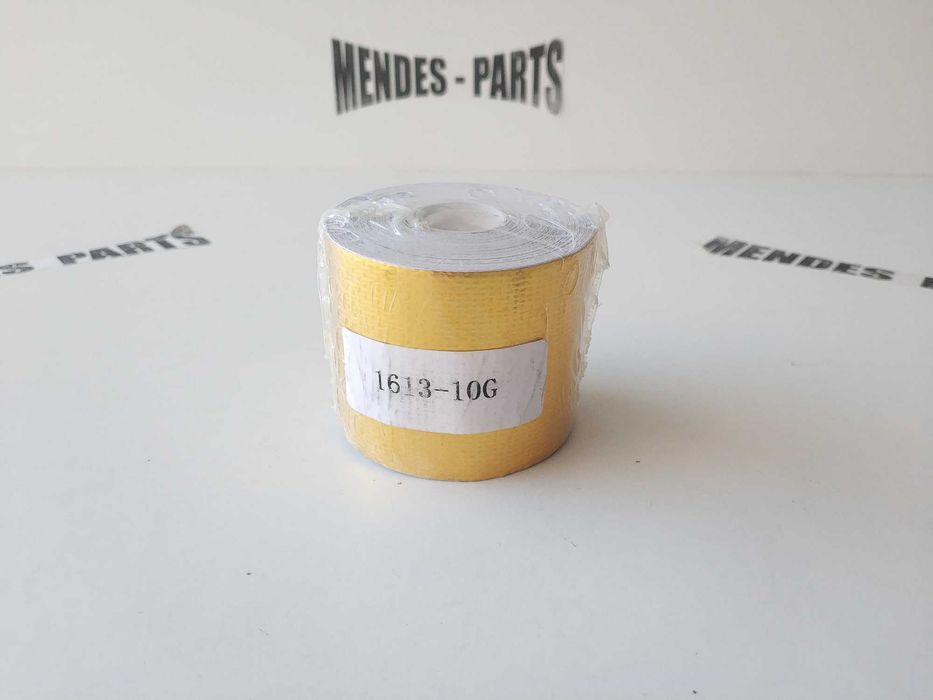 MENDES - PARTS
S PARTS
MENDES -
1613-10G